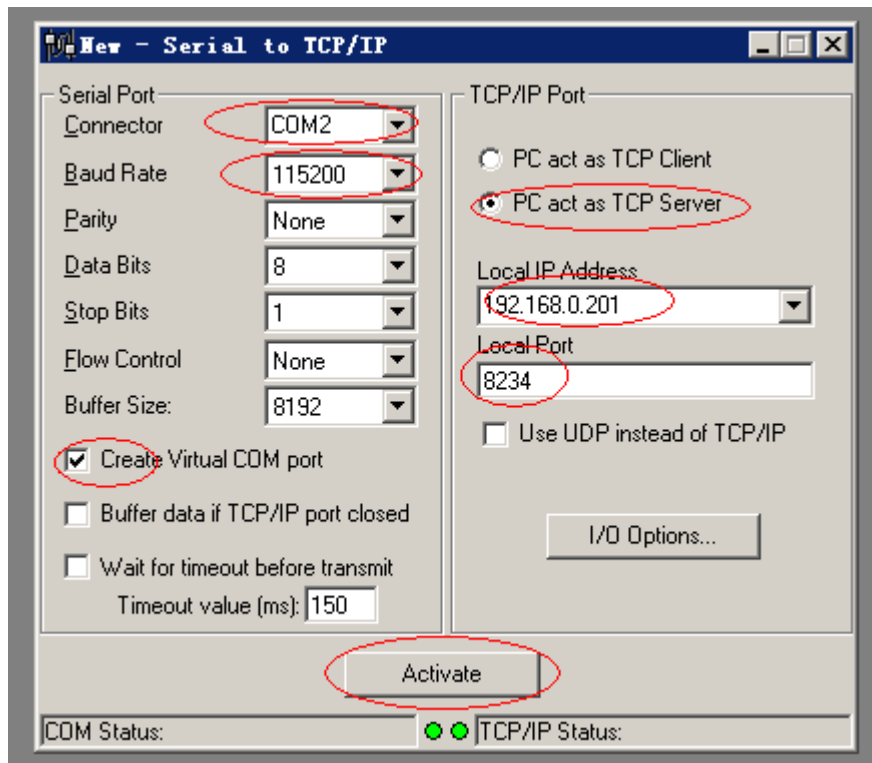 New - Serial to TCP/IP
Serial Port
Connector COM2
Baud Rate 115200
Parity None
Data Bits 8
Stop Bits 1
Flow Control None
Buffer Size: 8192
Create Virtual COM port
Buffer data if TCP/IP port closed
Wait for timeout before transmit
Timeout value (ms): 150
TCP/IP Port
PC act as TCP Client
PC act as TCP Server
Local IP Address
192.168.0.201
Local Port
8234
Use UDP instead of TCP/IP
I/O Options...
Activate
COM Status:
TCP/IP Status: